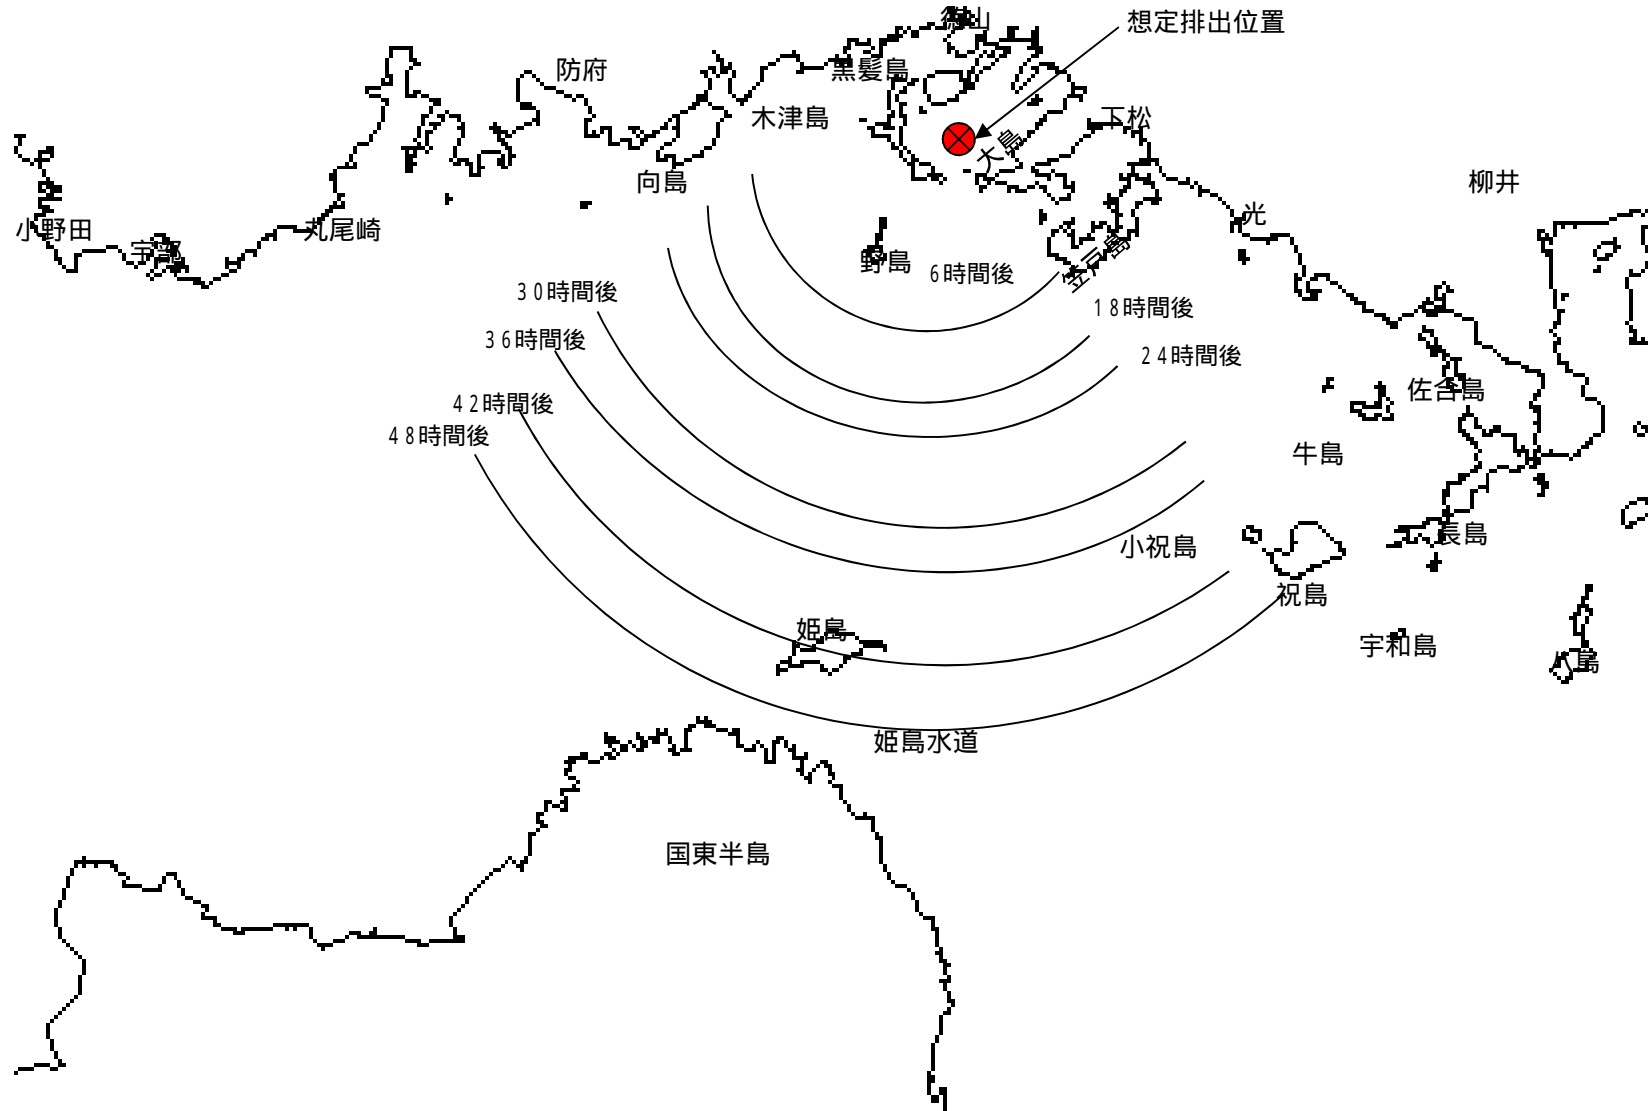 徳山
想定排出位置
防府
黒髪島
木津島
下松
大島
向島
柳井
小野田
宇部
丸尾崎
光
野島
6時間後
笠戸島
30時間後
18時間後
36時間後
24時間後
佐合島
42時間後
48時間後
牛島
小祝島
長島
祝島
姫島
宇和島
八島
姫島水道
国東半島